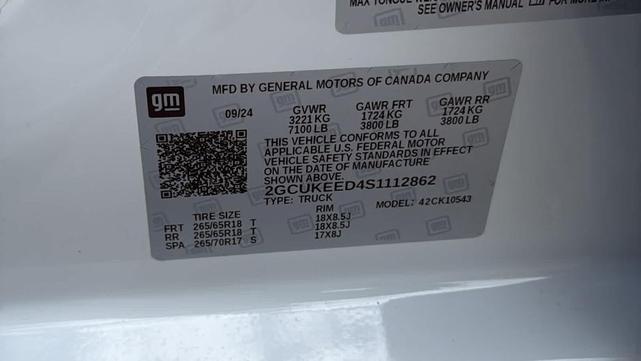 MAX TONGUE
SEE OWNER'S MANUAL FOR MORE
MFD BY GENERAL MOTORS OF CANADA COMPANY
gm
09/24 GVWR GAWR FRT GAWR RR
3221 KG 1724 KG 1724 KG
7100 LB 3800 LB 3800 LB
THIS VEHICLE CONFORMS TO ALL
APPLICABLE U.S. FEDERAL MOTOR
VEHICLE SAFETY STANDARDS IN EFFECT
ON THE DATE OF MANUFACTURE
SHOWN ABOVE.
2GCUKEED4S1112862
TYPE: TRUCK MODEL: 42CK10543
TIRE SIZE RIM
FRT 265/65R18 T 18X8.5J
RR 265/65R18 T 18X8.5J
SPA 265/70R17 S 17X8J